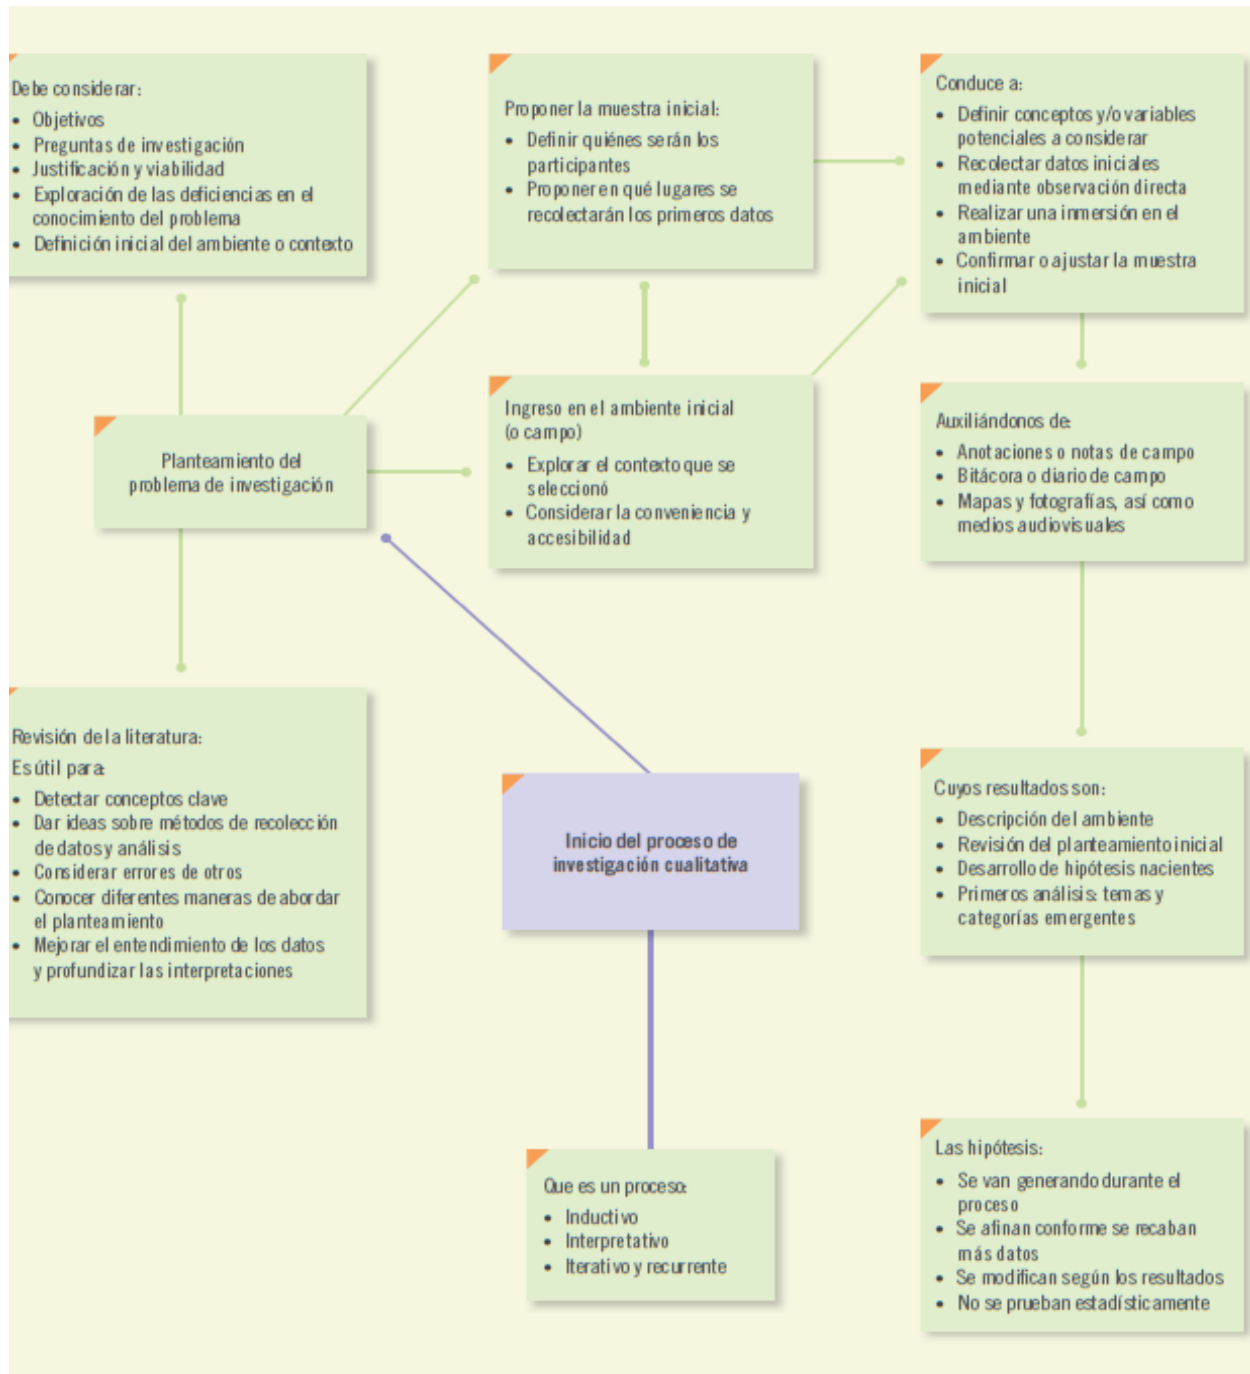 Debe considerar:
• Objetivos
• Preguntas de investigación
• Justificación y viabilidad
• Exploración de las deficiencias en el
conocimiento del problema
• Definición inicial del ambiente o contexto
Proponer la muestra inicial:
• Definir quiénes serán los
participantes
• Proponer en qué lugares se
recolectarán los primeros datos
Conduce a:
• Definir conceptos y/o variables
potenciales a considerar
• Recolectar datos iniciales
mediante observación directa
• Realizar una inmersión en el
ambiente
• Confirmar o ajustar la muestra
inicial
Planteamiento del
problema de investigación
Ingreso en el ambiente inicial
(o campo)
• Explorar el contexto que se
seleccionó
• Considerar la conveniencia y
accesibilidad
Auxiliándonos de:
• Anotaciones o notas de campo
• Bitácora o diario de campo
• Mapas y fotografías, así como
medios audiovisuales
Revisión de la literatura:
Es útil para:
• Detectar conceptos clave
• Dar ideas sobre métodos de recolección
de datos y análisis
• Considerar errores de otros
• Conocer diferentes maneras de abordar
el planteamiento
• Mejorar el entendimiento de los datos
y profundizar las interpretaciones
Inicio del proceso de
investigación cualitativa
Cuyos resultados son:
• Descripción del ambiente
• Revisión del planteamiento inicial
• Desarrollo de hipótesis nacientes
• Primeros análisis: temas y
categorías emergentes
Que es un proceso:
• Inductivo
• Interpretativo
• Iterativo y recurrente
Las hipótesis:
• Se van generando durante el
proceso
• Se afinan conforme se recaban
más datos
• Se modifican según los resultados
• No se prueban estadísticamente